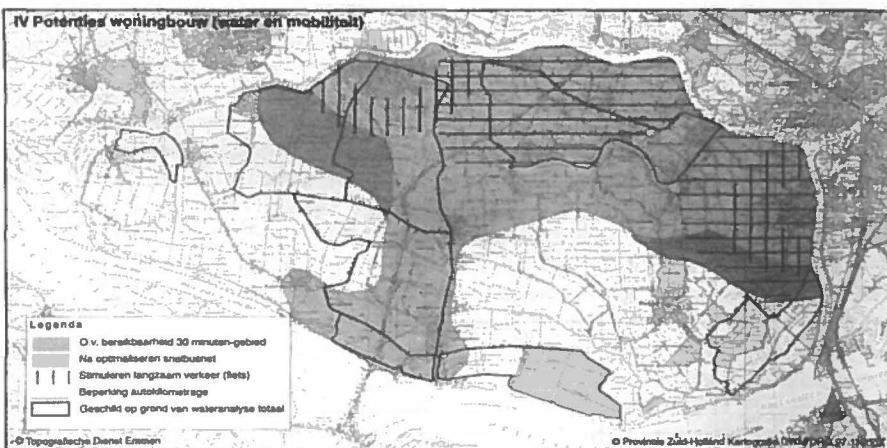 IV Potenties woningbouw (water en mobiliteit)
Legenda
O.v. bereikbaarheid 30 minuten-gebied
Na optimaliseren snelbusnet
Stimuleren langzaam verkeer (fiets)
Beperking autokilometrage
Geschikt op grond van wateranalyse totaal
© Topografische Dienst Emmen
© Provincie Zuid-Holland Kartografie